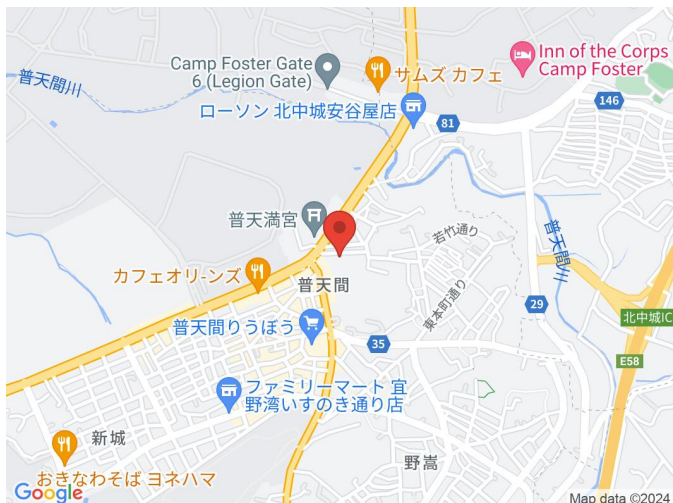 Camp Foster Gate
6 (Legion Gate)
サムズ カフェ
Inn of the Corps
Camp Foster
普天間川
ローソン 北中城安谷屋店
81
146
普天満宮
若竹通り
普天間川
カフェオリ-ンズ
普天間
東本町通り
29
北中城IC
普天間りうぼう
35
E58
ファミリーマート 宜
野湾いすのき通り店
新城
野嵩
おきなわそば ヨネハマ
Google
Map data ©2024